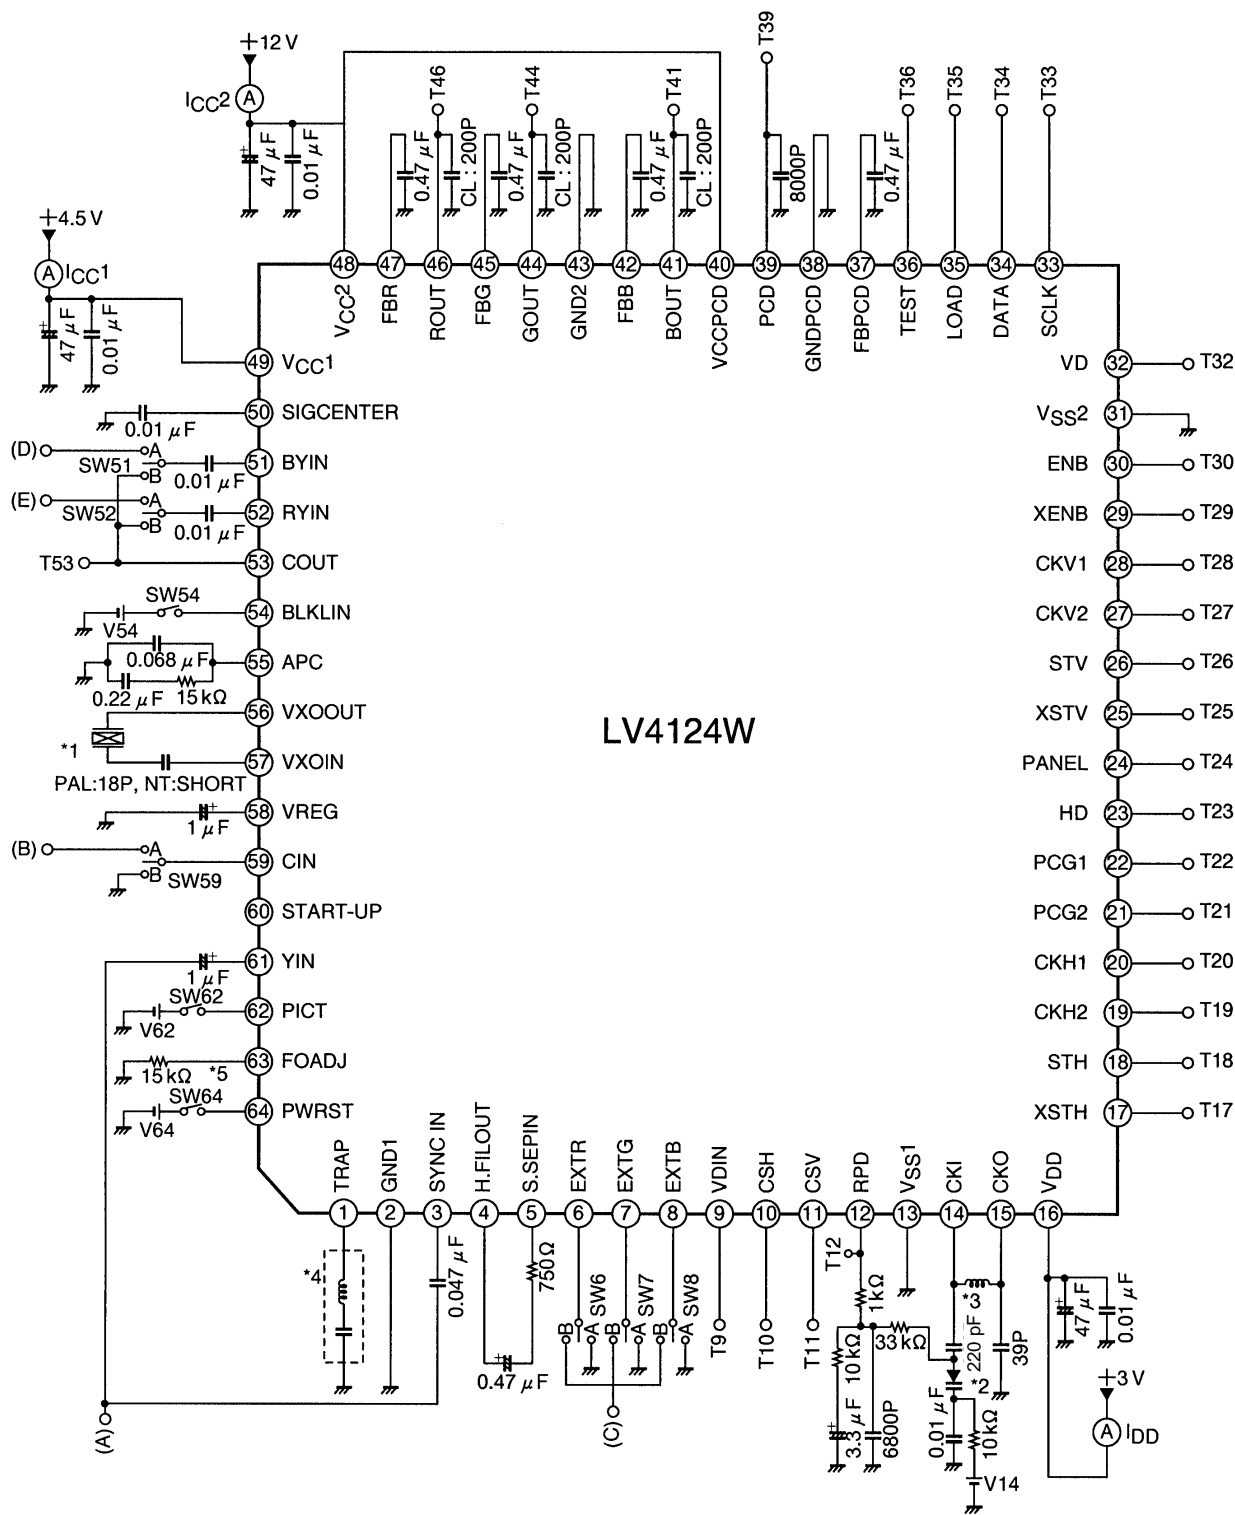 +12 V
ICC2
A
47 μF
0.01 μF
T46
T44
T41
T39
T36
T35
T34
T33
0.47 μF
CL : 200P
0.47 μF
CL : 200P
0.47 μF
CL : 200P
8000P
0.47 μF
+4.5 V
A
ICC1
47 μF
0.01 μF
48 47 46 45 44 43 42 41 40 39 38 37 36 35 34 33
VCC2
FBR
ROUT
FBG
GOUT
GND2
FBB
BOUT
VCCPCD
PCD
GNDPCD
FBPCD
TEST
LOAD
DATA
SCLK
49 VCC1
0.01 μF
50 SIGCENTER
(D)
A
SW51
B
0.01 μF
51 BYIN
(E)
A
SW52
B
0.01 μF
52 RYIN
T53
53 COUT
SW54
V54
54 BLKLIN
0.068 μF
0.22 μF
15 kΩ
55 APC
56 VXOOUT
*1
57 VXOIN
PAL:18P, NT:SHORT
58 VREG
1 μF
(B)
A
B
SW59
59 CIN
60 START-UP
61 YIN
1 μF
SW62
V62
62 PICT
15 kΩ
*5
63 FOADJ
SW64
V64
64 PWRST
LV4124W
VD 32 T32
VSS2 31
ENB 30 T30
XENB 29 T29
CKV1 28 T28
CKV2 27 T27
STV 26 T26
XSTV 25 T25
PANEL 24 T24
HD 23 T23
PCG1 22 T22
PCG2 21 T21
CKH1 20 T20
CKH2 19 T19
STH 18 T18
XSTH 17 T17
TRAP
GND1
SYNC IN
H.FILOUT
S.SEPIN
EXTR
EXTG
EXTB
VDIN
CSH
CSV
RPD
VSS1
CKI
CKO
VDD
1 2 3 4 5 6 7 8 9 10 11 12 13 14 15 16
*4
0.047 μF
750 Ω
0.47 μF
B
A
SW6
B
A
SW7
B
A
SW8
(A)
(C)
T9
T10
T11
T12
1 kΩ
10 kΩ
33 kΩ
3.3 μF
6800P
*3
220 pF
*2
39P
0.01 μF
10 kΩ
V14
47 μF
0.01 μF
+3 V
A
IDD